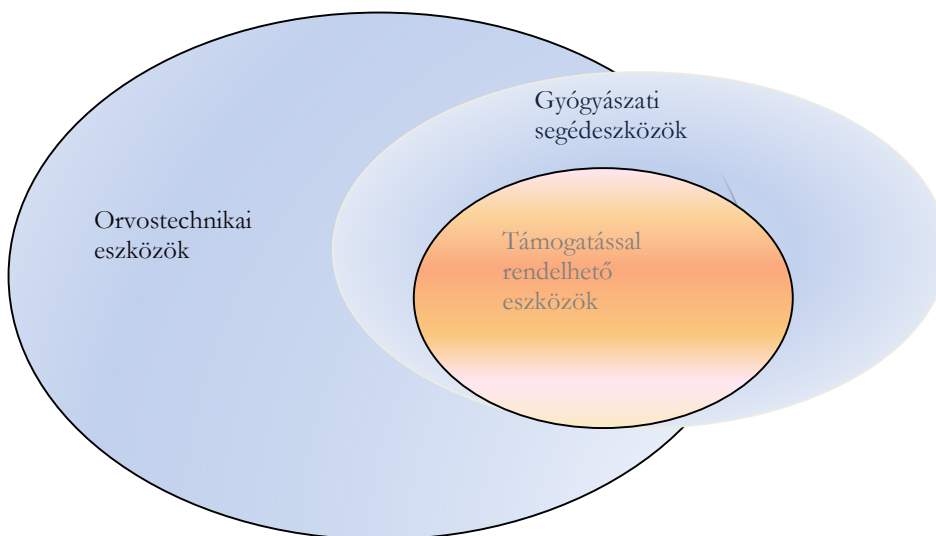 Gyógyászati
segédeszközök
Orvostechnikai
eszközök
Támogatással
rendelhető
eszközök